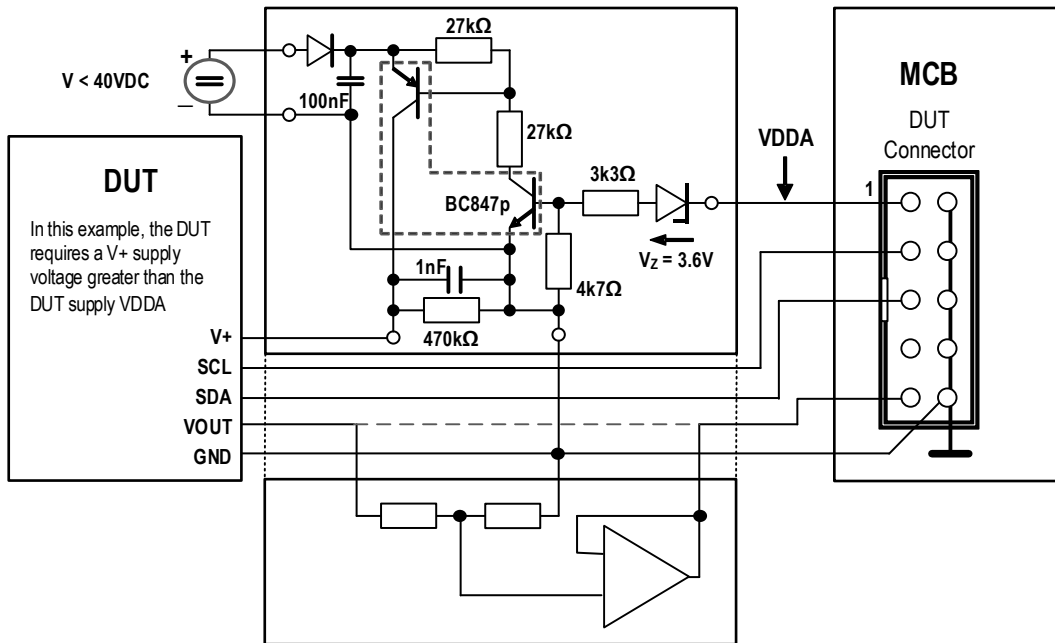 27kΩ
+
V < 40VDC
–
100nF
27kΩ
MCB
DUT
Connector
VDDA
1
3k3Ω
BC847p
VZ = 3.6V
4k7Ω
1nF
470kΩ
DUT
In this example, the DUT
requires a V+ supply
voltage greater than the
DUT supply VDDA
V+
SCL
SDA
VOUT
GND